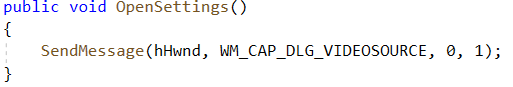 public void OpenSettings()
{
SendMessage(hHwnd, WM_CAP_DLG_VIDEOSOURCE, 0, 1);
}